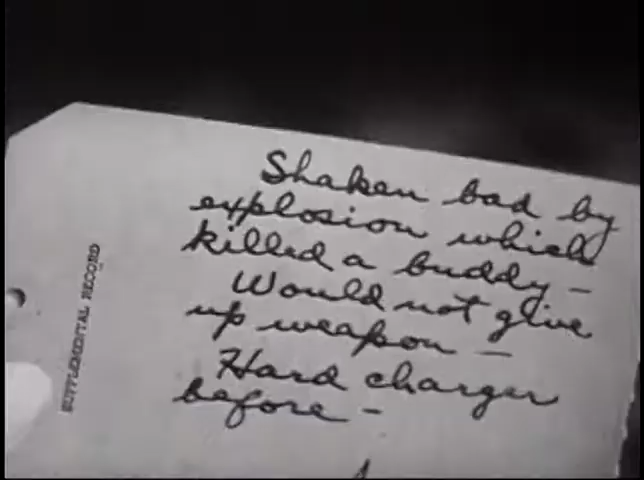 Shaken bad by
explosion which
killed a buddy –
Would not give
up weapon –
Hard charger
before –
SUPPLEMENTAL RECORD